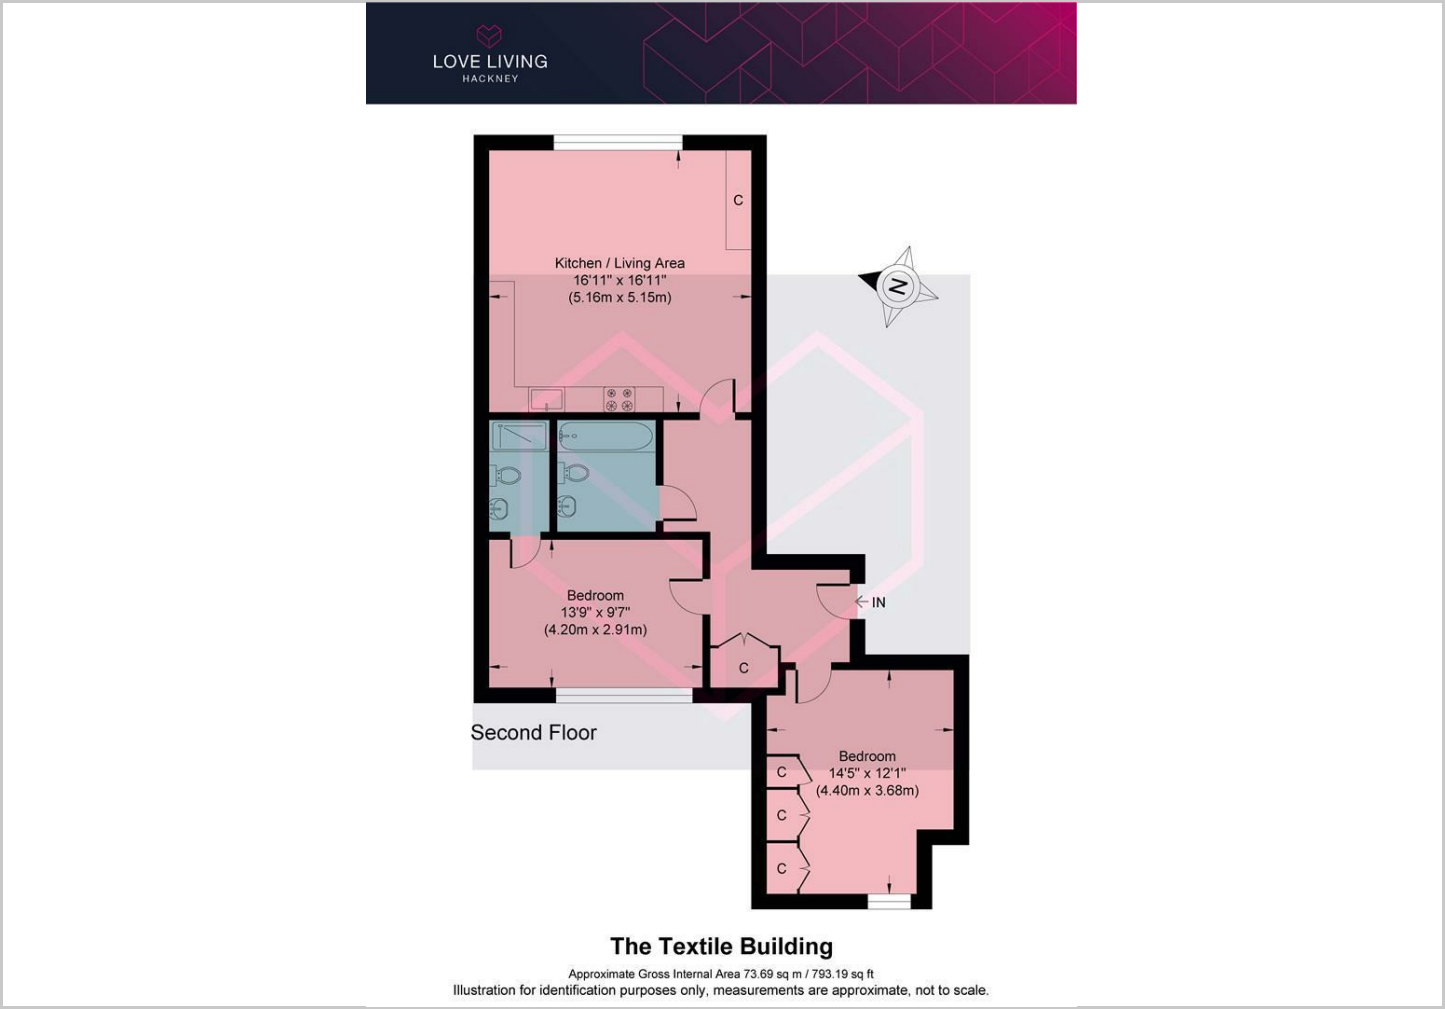 LOVE LIVING
HACKNEY
C
Kitchen / Living Area
16'11" x 16'11"
(5.16m x 5.15m)
N
Bedroom
13'9" x 9'7"
(4.20m x 2.91m)
IN
C
Second Floor
Bedroom
14'5" x 12'1"
(4.40m x 3.68m)
C
C
C
The Textile Building
Approximate Gross Internal Area 73.69 sq m / 793.19 sq ft
Illustration for identification purposes only, measurements are approximate, not to scale.